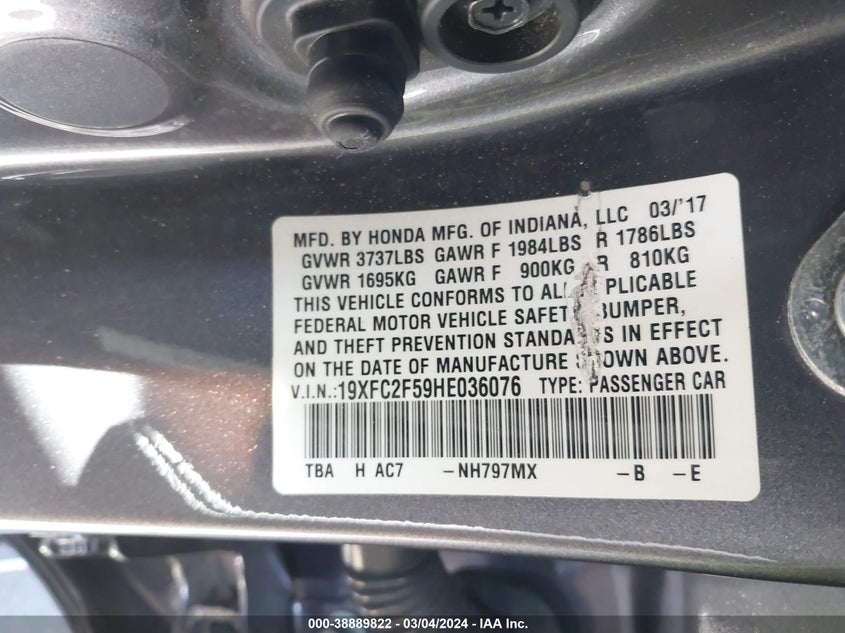 MFD. BY HONDA MFG. OF INDIANA, LLC 03/'17
GVWR 3737LBS GAWR F 1984LBS R 1786LBS
GVWR 1695KG GAWR F 900KG R 810KG
THIS VEHICLE CONFORMS TO ALL PPLICABLE
FEDERAL MOTOR VEHICLE SAFET BUMPER,
AND THEFT PREVENTION STANDA S IN EFFECT
ON THE DATE OF MANUFACTURE OWN ABOVE.
V.I.N.:19XFC2F59HE036076 TYPE: PASSENGER CAR
TBA H AC7 -NH797MX -B -E
000-38889822 - 03/04/2024 - IAA Inc.